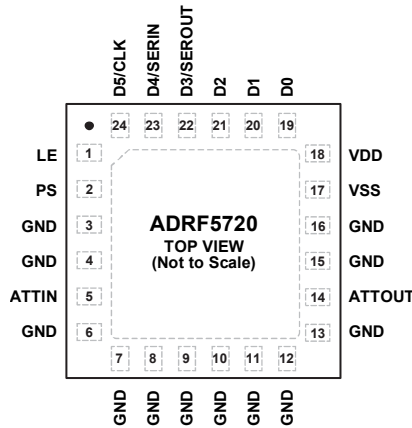 D5/CLK
D4/SERIN
D3/SEROUT
D2
D1
D0
24
23
22
21
20
19
LE 1
PS 2
GND 3
GND 4
ATTIN 5
GND 6
ADRF5720
TOP VIEW
(Not to Scale)
18 VDD
17 VSS
16 GND
15 GND
14 ATTOUT
13 GND
7
8
9
10
11
12
GND
GND
GND
GND
GND
GND